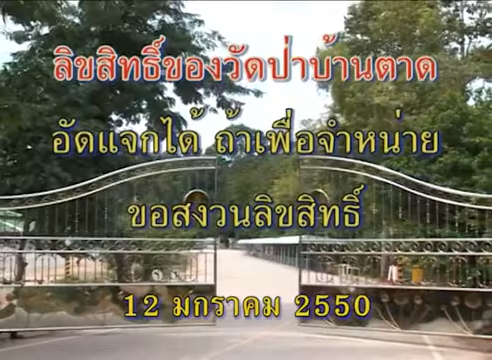 ลิขสิทธิ์ของวัดป่าบ้านตาด
อัดแจกได้ ถ้าเพื่อจำหน่าย
ขอสงวนลิขสิทธิ์
12 มกราคม 2550